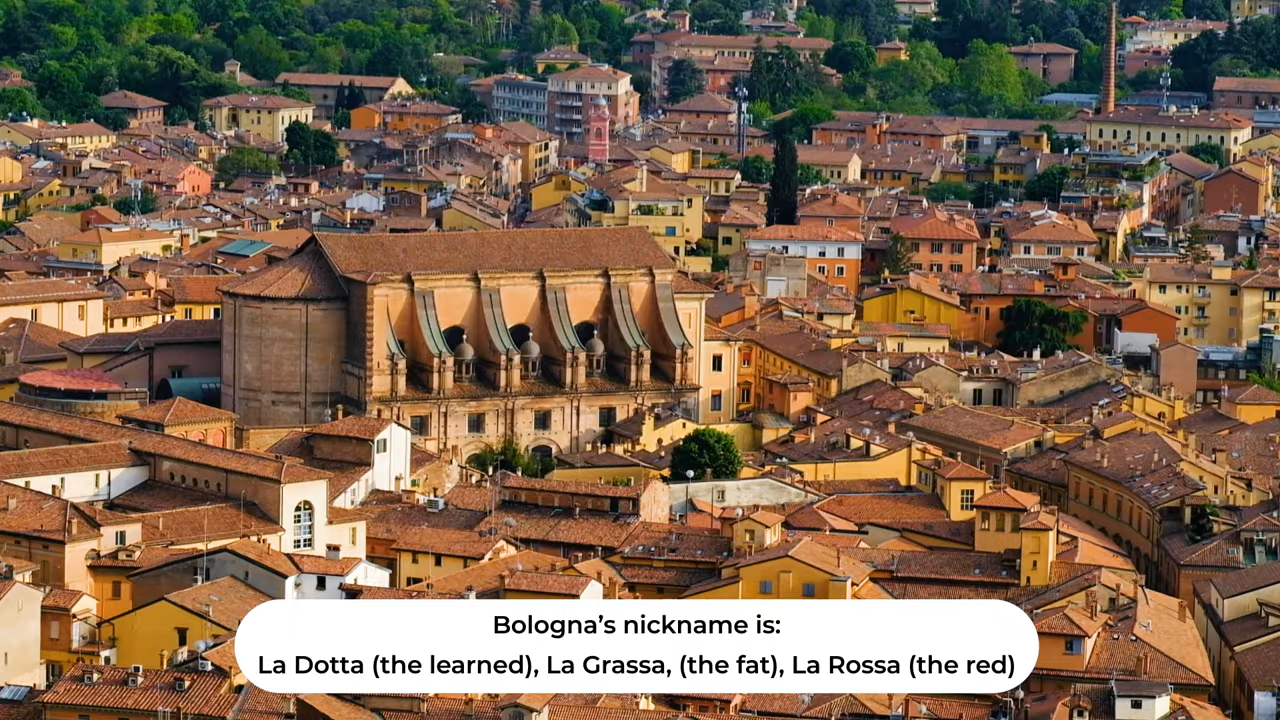 Bologna’s nickname is:
La Dotta (the learned), La Grassa, (the fat), La Rossa (the red)